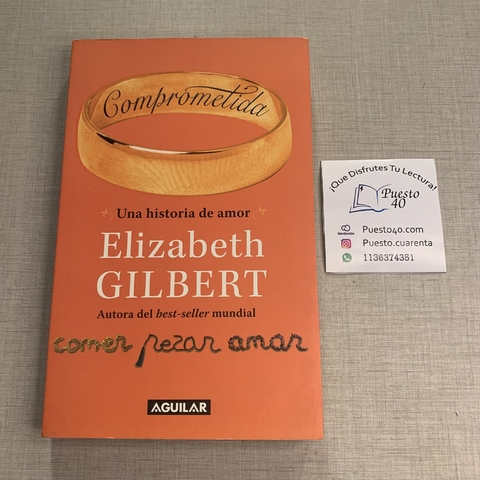 Comprometida
Una historia de amor
Elizabeth
GILBERT
Autora del best-seller mundial
comer rezar amar
AGUILAR
¡Que Disfrutes Tu Lectura!
Puesto
40
Puesto40.com
Puesto.cuarenta
1136374351